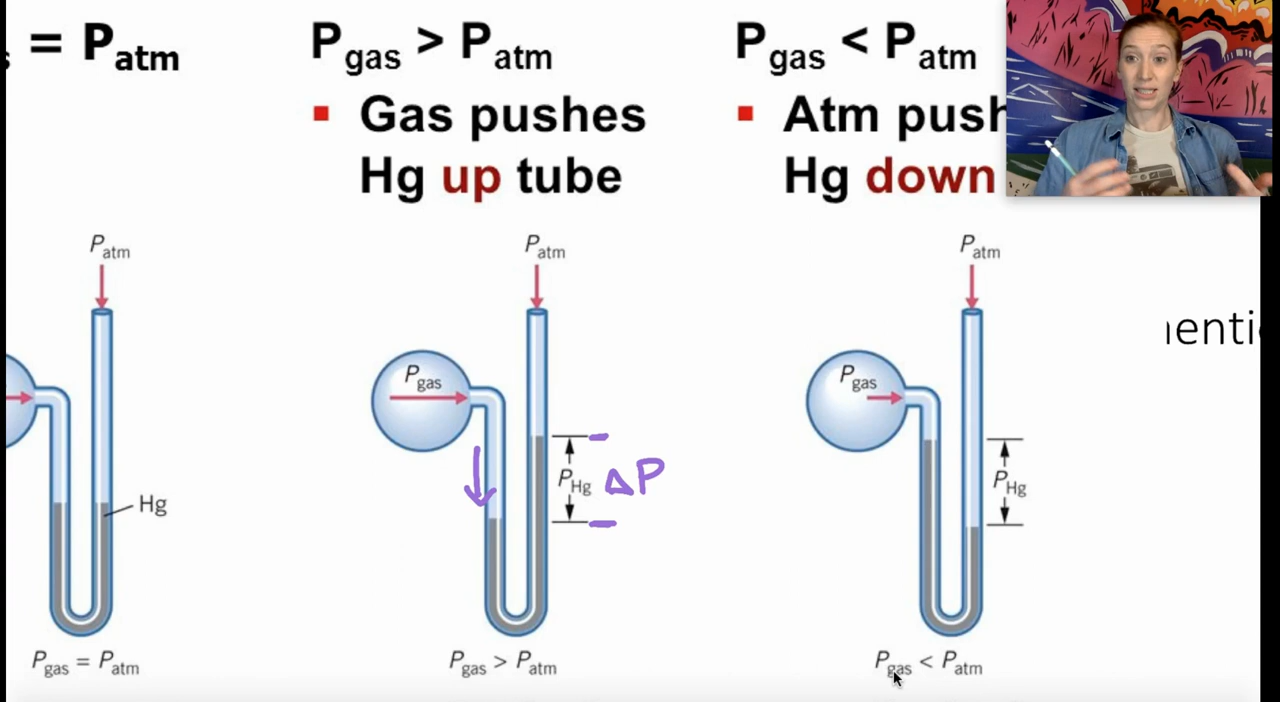 = Patm
Pgas > Patm
▪ Gas pushes
Hg up tube
Pgas < Patm
▪ Atm push
Hg down
Patm
Hg
Pgas = Patm
Patm
Pgas
PHg
ΔP
Pgas > Patm
Patm
Pgas
PHg
Pgas < Patm